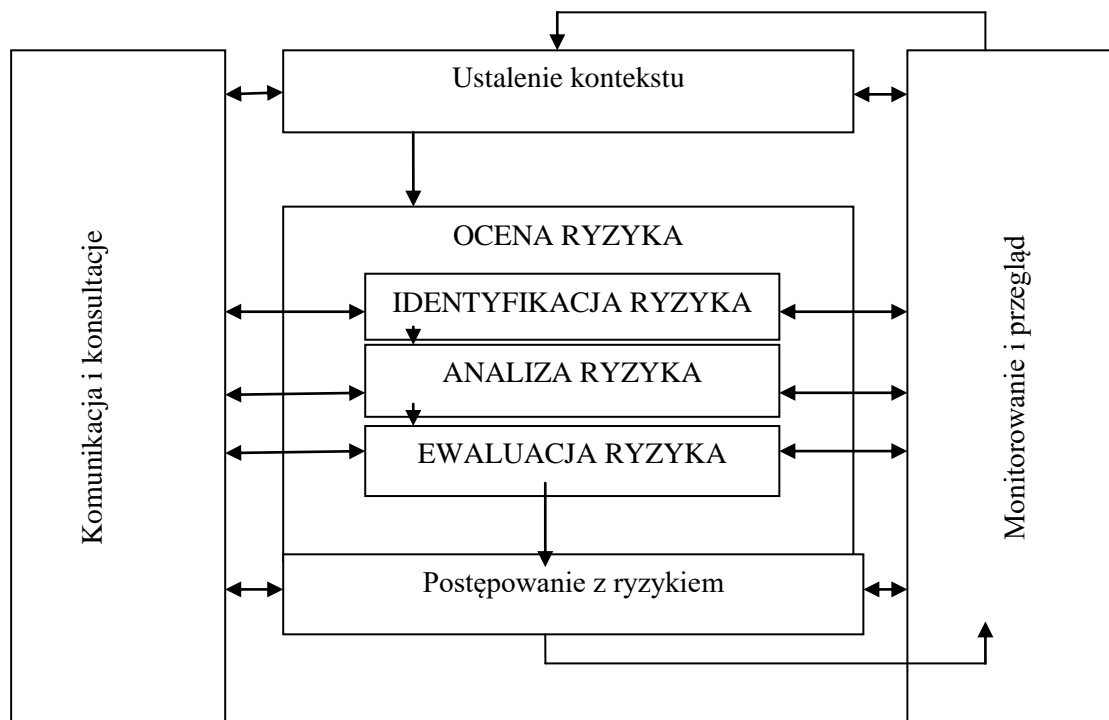 Ustalenie kontekstu
Komunikacja i konsultacje
OCENA RYZYKA
IDENTYFIKACJA RYZYKA
ANALIZA RYZYKA
EWALUACJA RYZYKA
Postępowanie z ryzykiem
Monitorowanie i przegląd